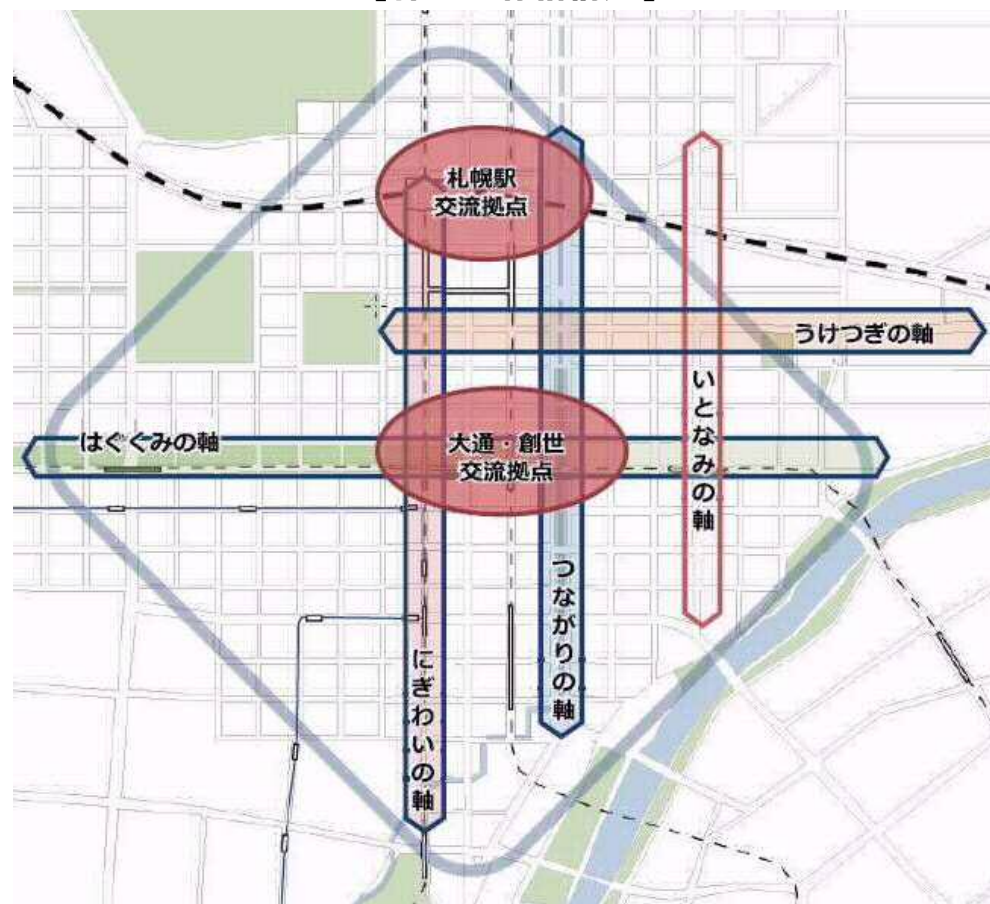 札幌駅
交流拠点
うけつぎの軸
はぐくみの軸
大通・創世
交流拠点
いとなみの軸
つながりの軸
にぎわいの軸